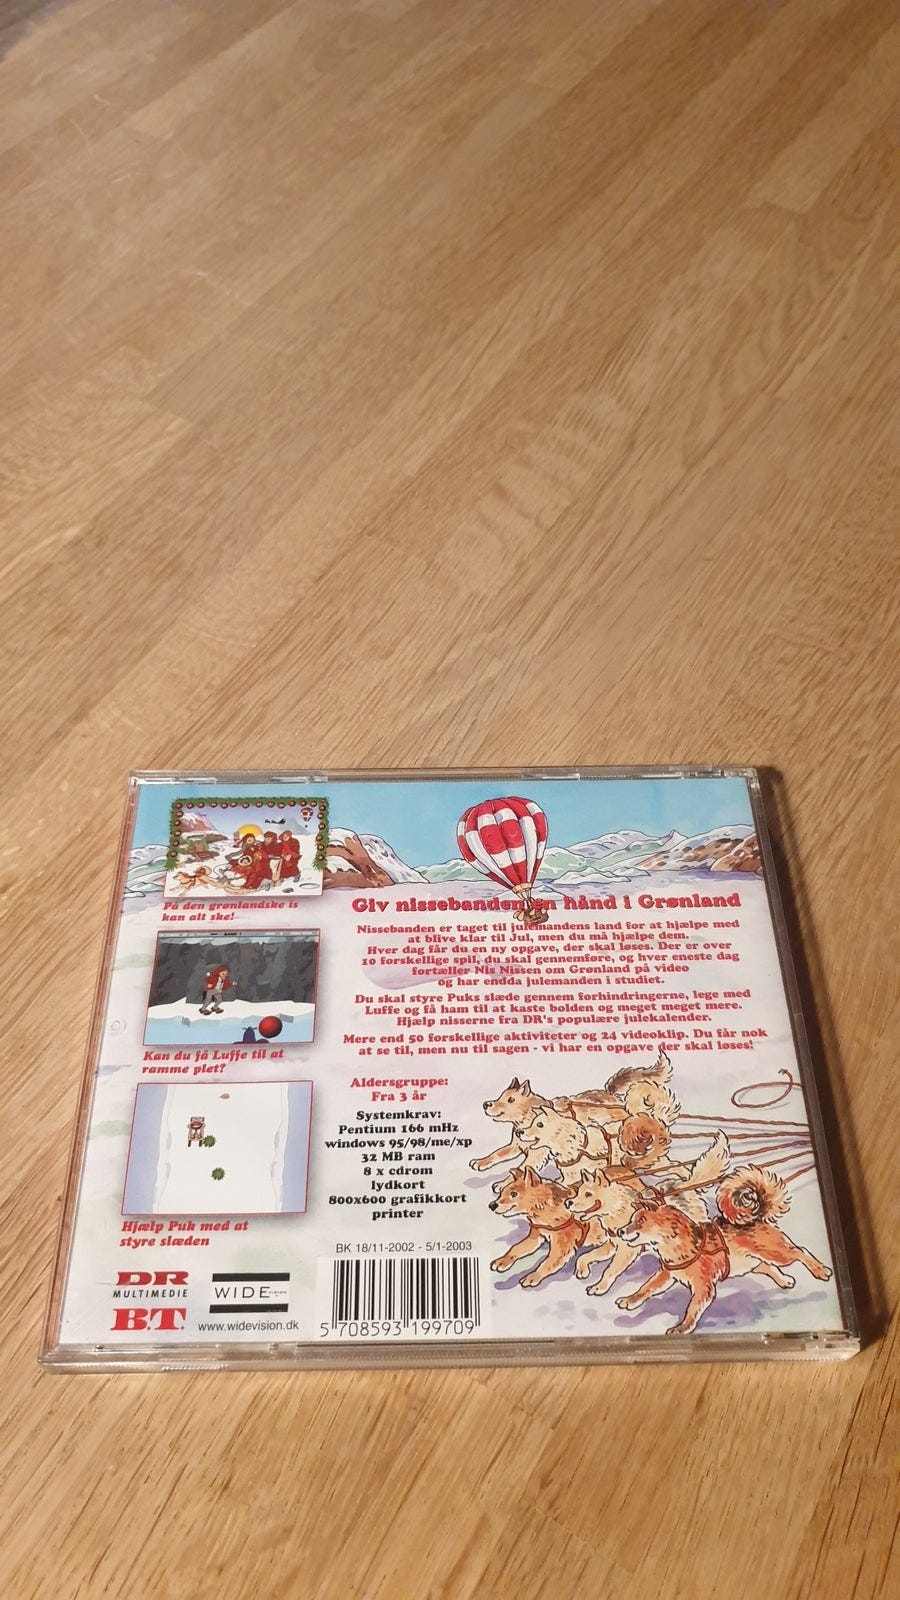 Giv nissebanden en hånd i Grønland
Nissebanden er taget til julemandens land for at hjælpe med
at blive klar til Jul, men du må hjælpe dem.
Hver dag får du en ny opgave, der skal løses. Der er over
10 forskellige spil, du skal gennemføre, og hver eneste dag
fortæller Nis Nissen om Grønland på video
og har endda julemanden i studiet.
Du skal styre Puks slæde gennem forhindringerne, lege med
Luffe og få ham til at kaste bolden og meget meget mere.
Hjælp nisserne fra DR's populære julekalender.
Mere end 50 forskellige aktiviteter og 24 videoklip. Du får nok
at se til, men nu til sagen - vi har en opgave der skal løses!
På den grønlandske is
kan alt ske!
Kan du få Luffe til at
ramme plet?
Hjælp Puk med at
styre slæden
Aldersgruppe:
Fra 3 år
Systemkrav:
Pentium 166 mHz
windows 95/98/me/xp
32 MB ram
8 x cdrom
lydkort
800x600 grafikkort
printer
BK 18/11-2002 - 5/1-2003
5 708593 199709
DR
MULTIMEDIE
B.T.
WIDE VISION
www.widevision.dk